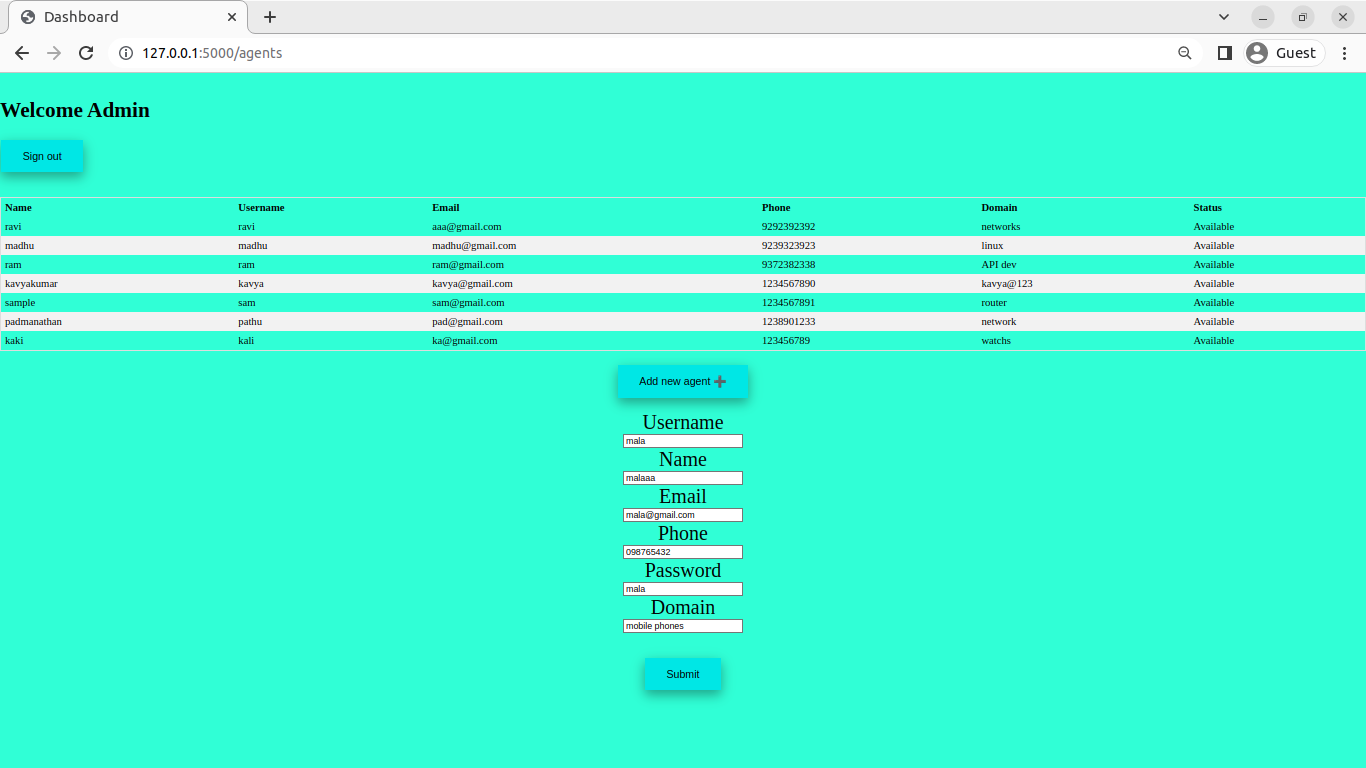 Dashboard
127.0.0.1:5000/agents
Guest
Welcome Admin
Sign out
Name Username Email Phone Domain Status
ravi ravi aaa@gmail.com 9292392392 networks Available
madhu madhu madhu@gmail.com 9239323923 linux Available
ram ram ram@gmail.com 9372382338 API dev Available
kavyakumar kavya kavya@gmail.com 1234567890 kavya@123 Available
sample sam sam@gmail.com 1234567891 router Available
padmanathan pathu pad@gmail.com 1238901233 network Available
kaki kali ka@gmail.com 123456789 watchs Available
Add new agent ➕
Username
mala
Name
malaaa
Email
mala@gmail.com
Phone
098765432
Password
mala
Domain
mobile phones
Submit